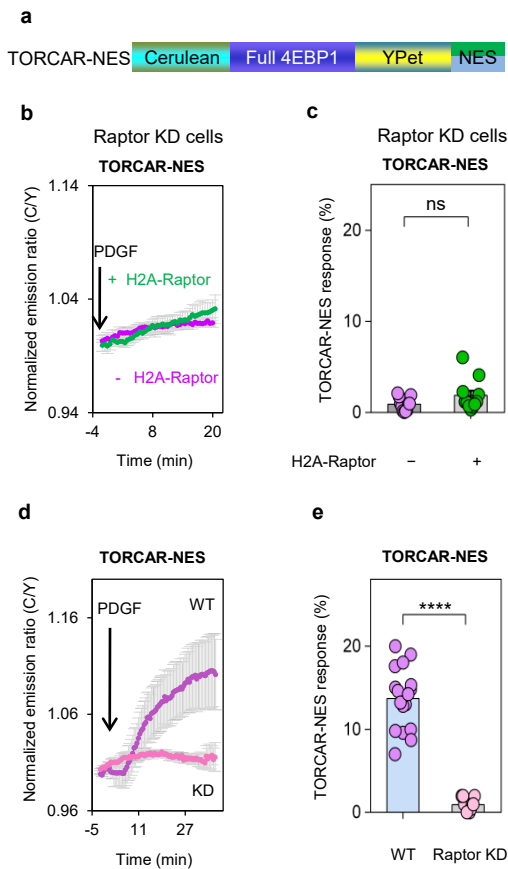 a
TORCAR-NES Cerulean Full 4EBP1 YPet NES
b
Raptor KD cells
TORCAR-NES
Normalized emission ratio (C/Y)
1.14
1.04
0.94
PDGF
+ H2A-Raptor
- H2A-Raptor
-4 8 20
Time (min)
c
Raptor KD cells
TORCAR-NES
TORCAR-NES response (%)
20
10
0
ns
H2A-Raptor − +
d
TORCAR-NES
Normalized emission ratio (C/Y)
1.16
1.06
0.96
PDGF
WT
KD
-5 11 27
Time (min)
e
TORCAR-NES
TORCAR-NES response (%)
20
10
0
****
WT Raptor KD